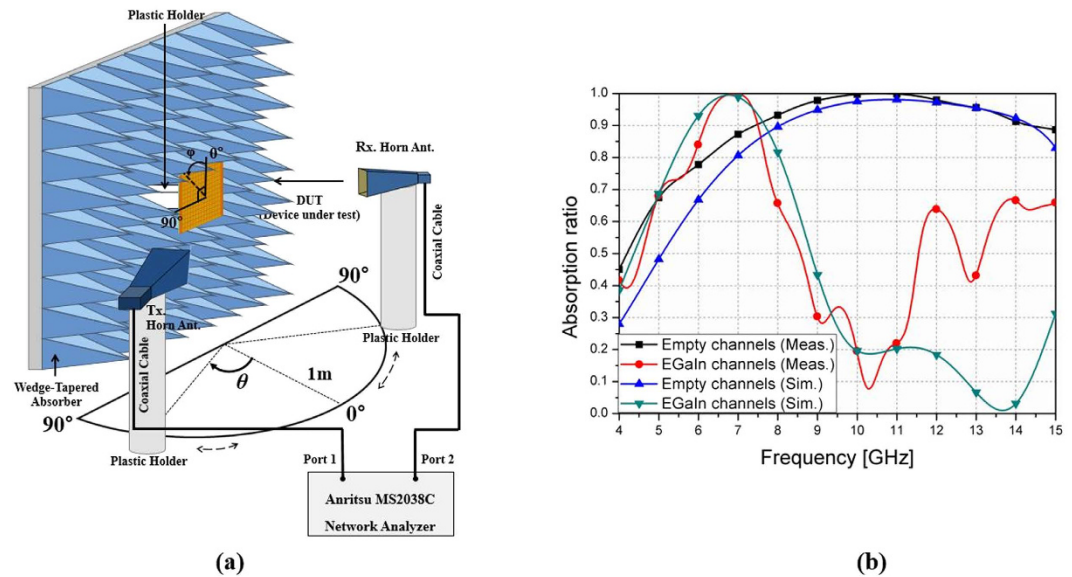 Plastic Holder
φ
0°
90°
Rx. Horn Ant.
DUT
(Device under test)
Coaxial Cable
90°
Tx.
Horn Ant.
Plastic Holder
Coaxial Cable
1m
θ
0°
Wedge-Tapered
Absorber
90°
Plastic Holder
Port 1
Port 2
Anritsu MS2038C
Network Analyzer
(a)
Absorption ratio
1.0
0.9
0.8
0.7
0.6
0.5
0.4
0.3
0.2
0.1
0.0
Empty channels (Meas.)
EGaIn channels (Meas.)
Empty channels (Sim.)
EGaIn channels (Sim.)
4 5 6 7 8 9 10 11 12 13 14 15
Frequency [GHz]
(b)